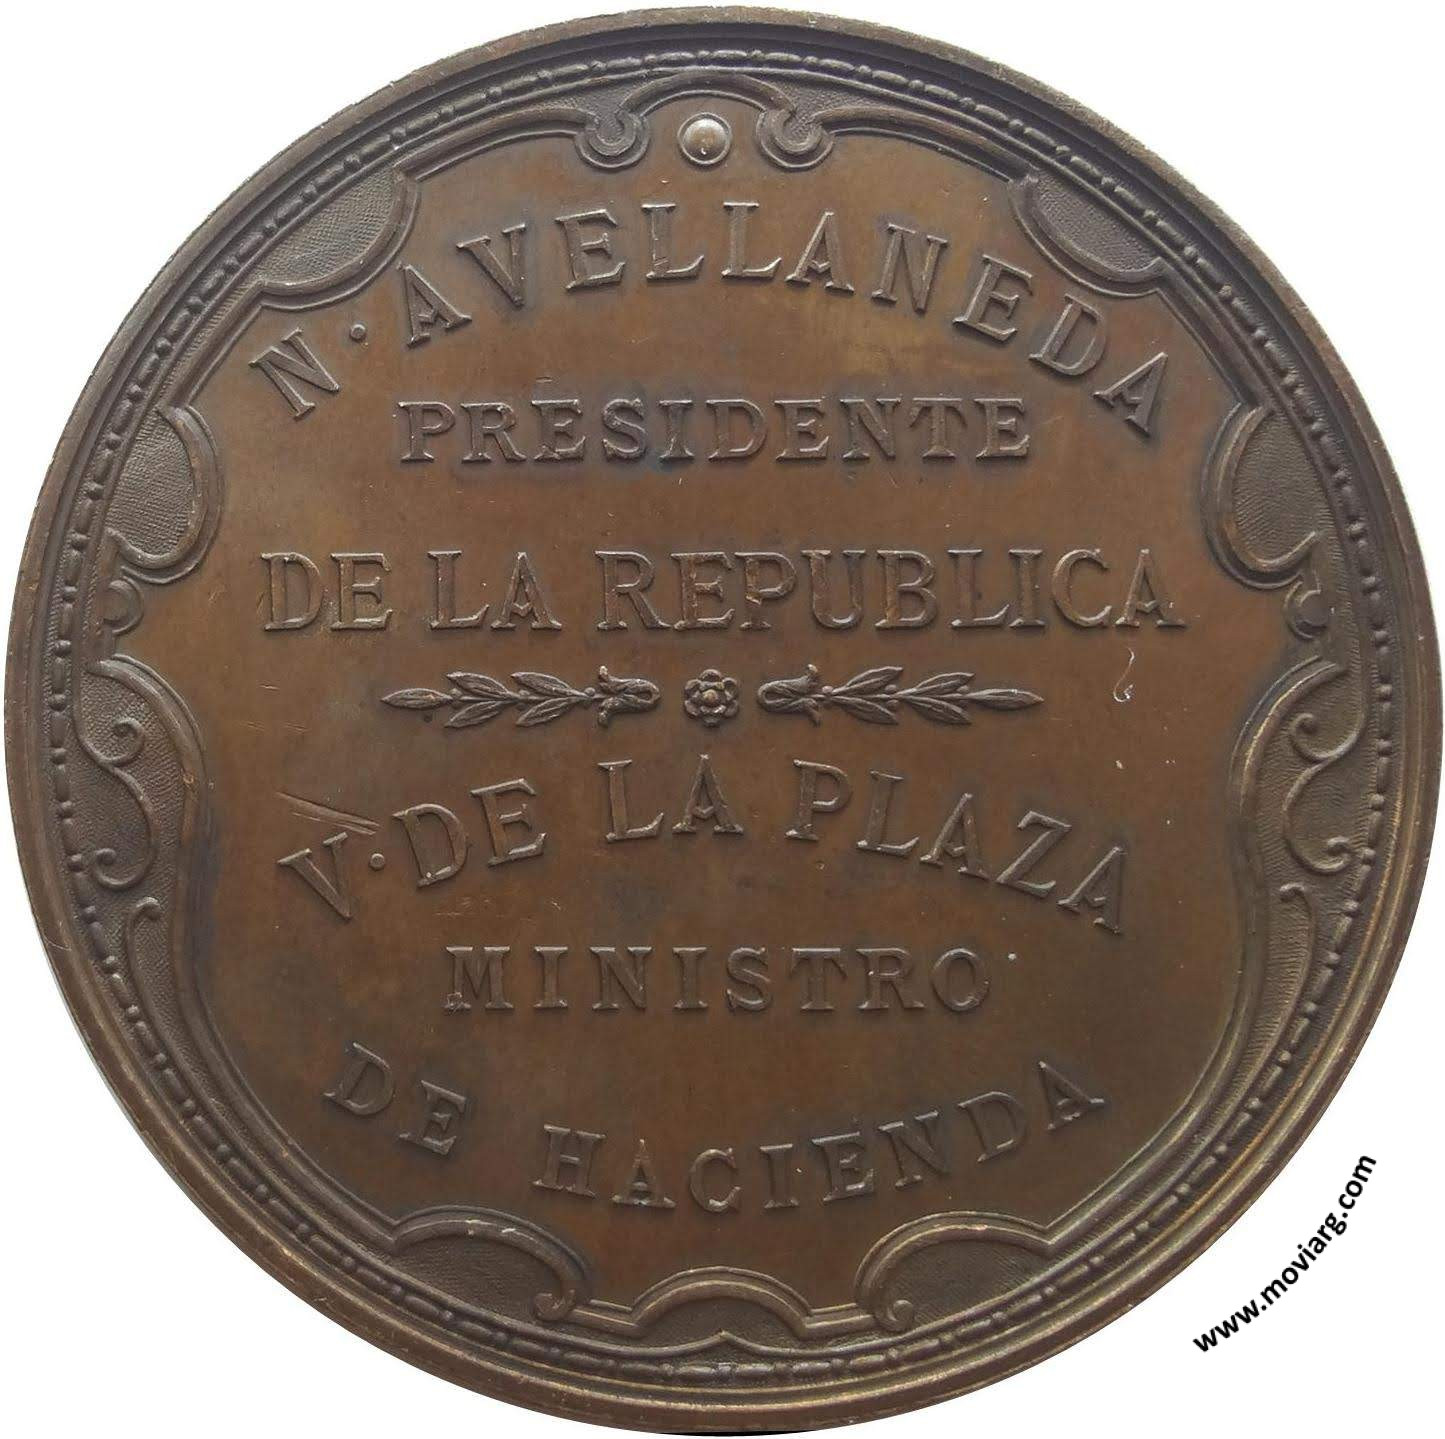 N. AVELLANEDA
PRESIDENTE
DE LA REPUBLICA
V. DE LA PLAZA
MINISTRO
DE HACIENDA
www.moviarg.com